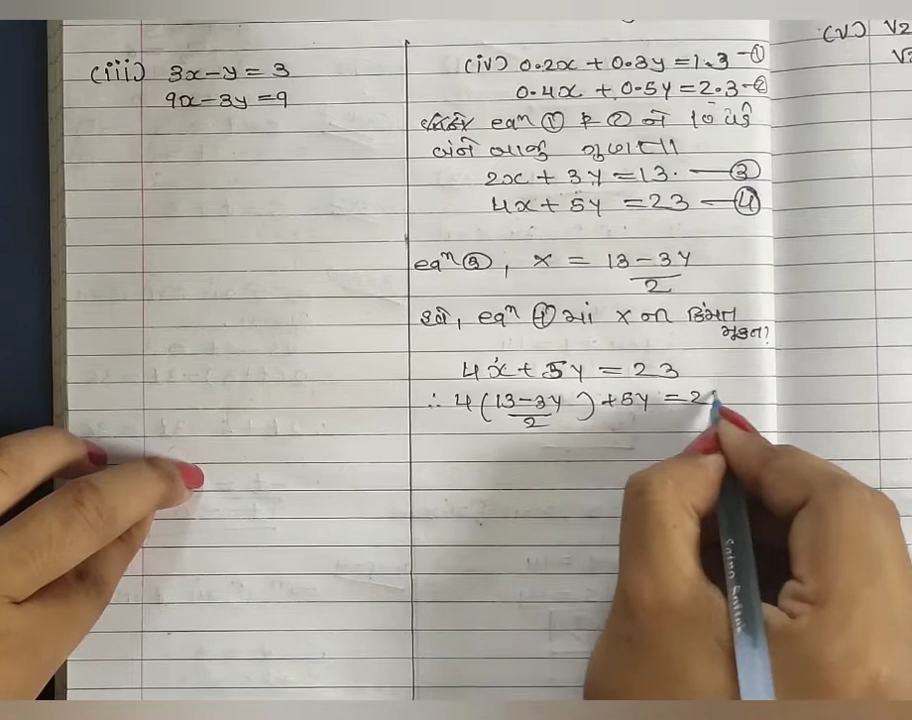 (iii) 3x-y=3
9x-3y=9
(iv) 0.2x+0.3y=1.3-①
0.4x+0.5y=2.3-②
eqⁿ ① ② ને 10 વડે
બંને બાજુ ગુણતા
2x+3y=13. —③
4x+5y=23 —④
eqⁿ ③, x = 13-3y
2
હવે, eqⁿ ④ માં x ની કિંમત
મૂકતા
4x+5y=23
∴ 4(13-3y)+5y=2
2
(v) √2